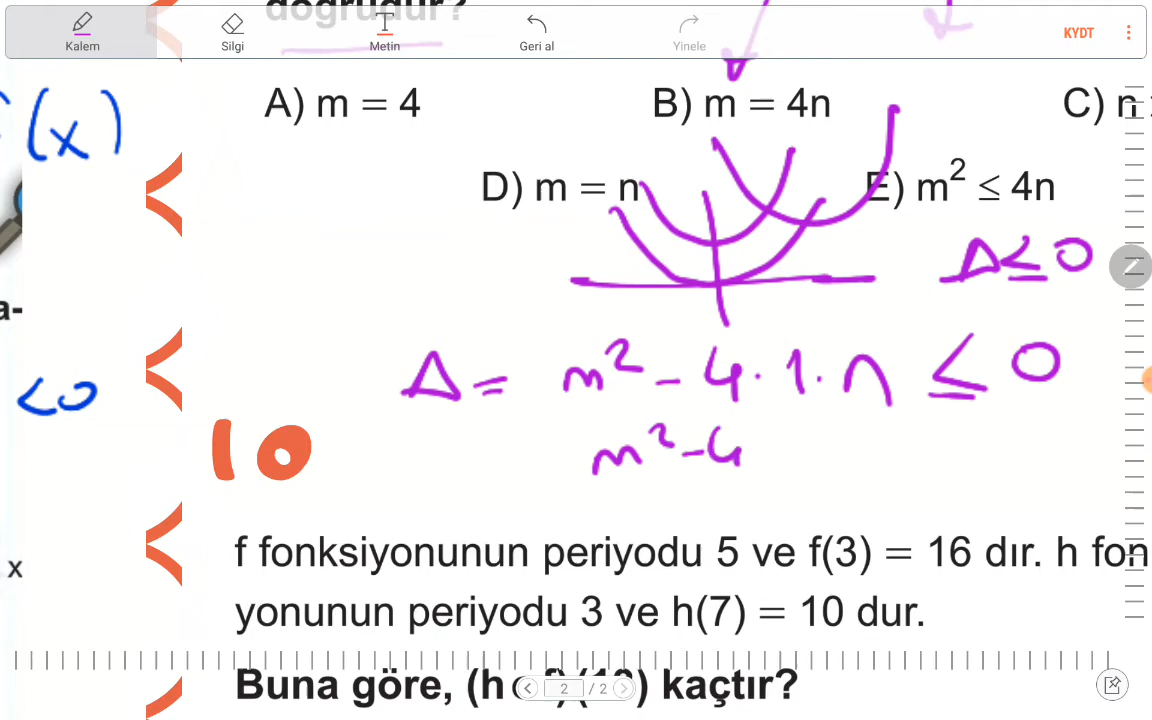 doğrudur?
Kalem Silgi Metin Geri al Yinele KYDT
(x)
A) m = 4 B) m = 4n C) n
D) m = n E) m² ≤ 4n
Δ ≤ 0
a-
Δ = m² - 4 . 1 . n ≤ 0
<0
m² - 4
10
f fonksiyonunun periyodu 5 ve f(3) = 16 dır. h fon
x
yonunun periyodu 3 ve h(7) = 10 dur.
Buna göre, (h kaçtır?
2 / 2